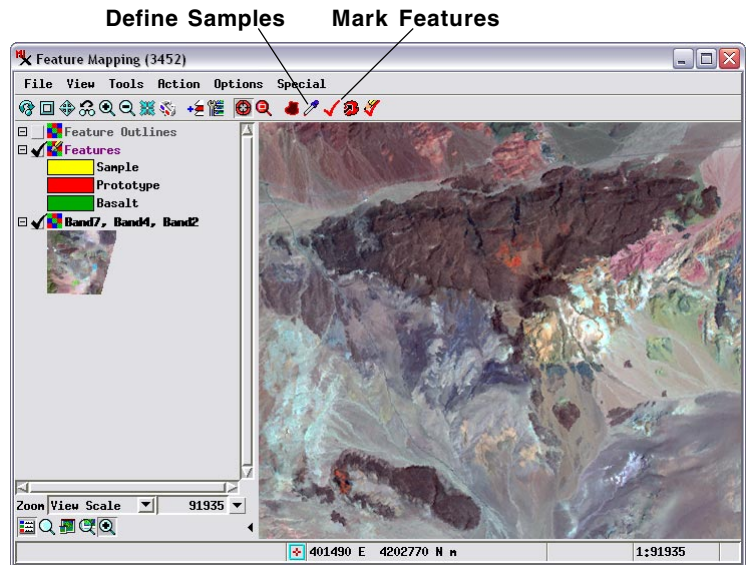 Define Samples Mark Features
Feature Mapping (3452)
File View Tools Action Options Special
Feature Outlines
Features
Sample
Prototype
Basalt
Band7, Band4, Band2
Zoom View Scale 91935
401490 E 4202770 N m 1:91935